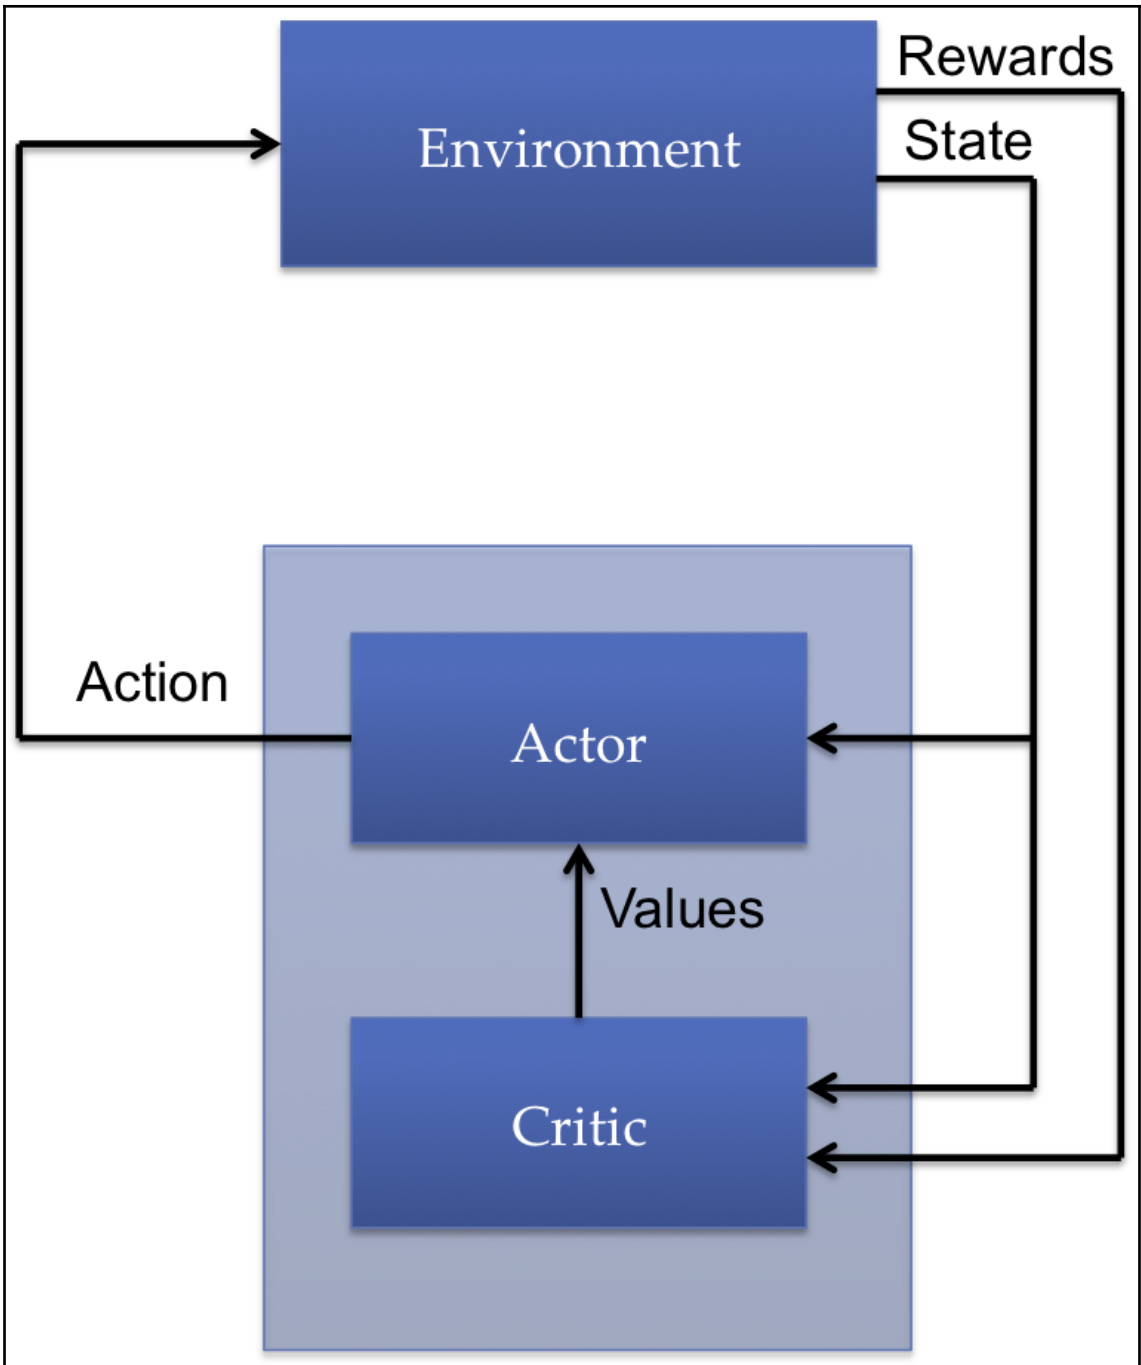 Rewards
State
Environment
Action
Actor
Values
Critic